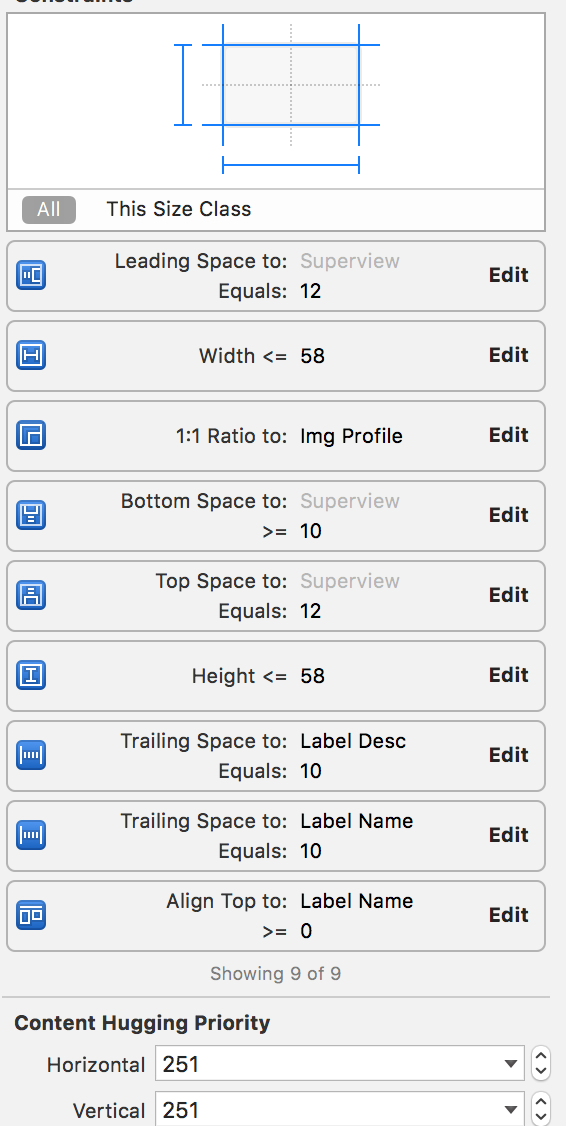 Constraints
All This Size Class
Leading Space to: Superview
Equals: 12
Edit
Width <= 58
Edit
1:1 Ratio to: Img Profile
Edit
Bottom Space to: Superview
>= 10
Edit
Top Space to: Superview
Equals: 12
Edit
Height <= 58
Edit
Trailing Space to: Label Desc
Equals: 10
Edit
Trailing Space to: Label Name
Equals: 10
Edit
Align Top to: Label Name
>= 0
Edit
Showing 9 of 9
Content Hugging Priority
Horizontal 251
Vertical 251